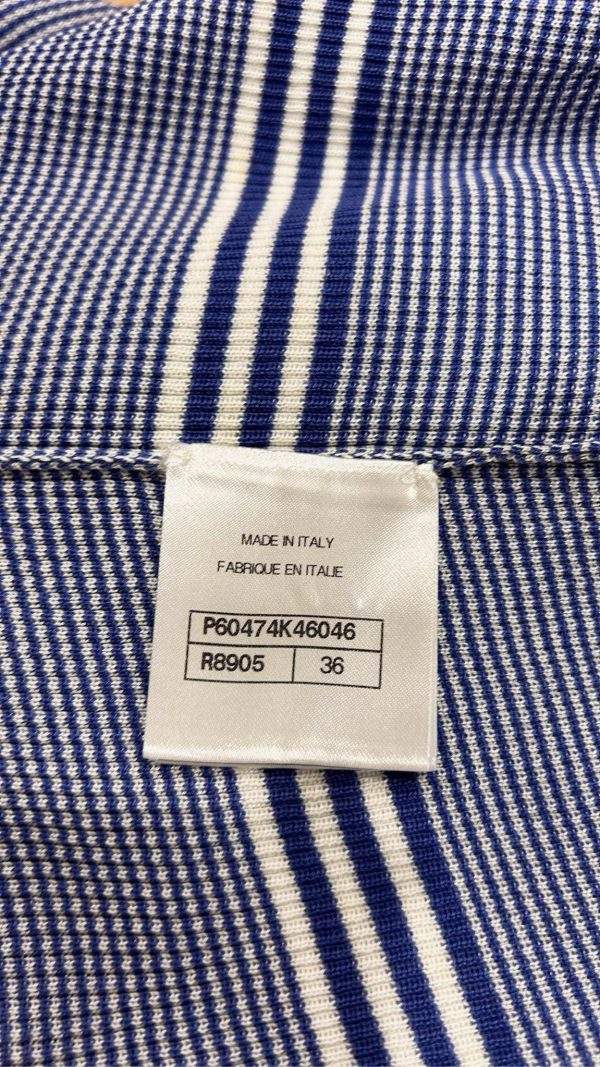 MADE IN ITALY
FABRIQUE EN ITALIE
P60474K46046
R8905 36